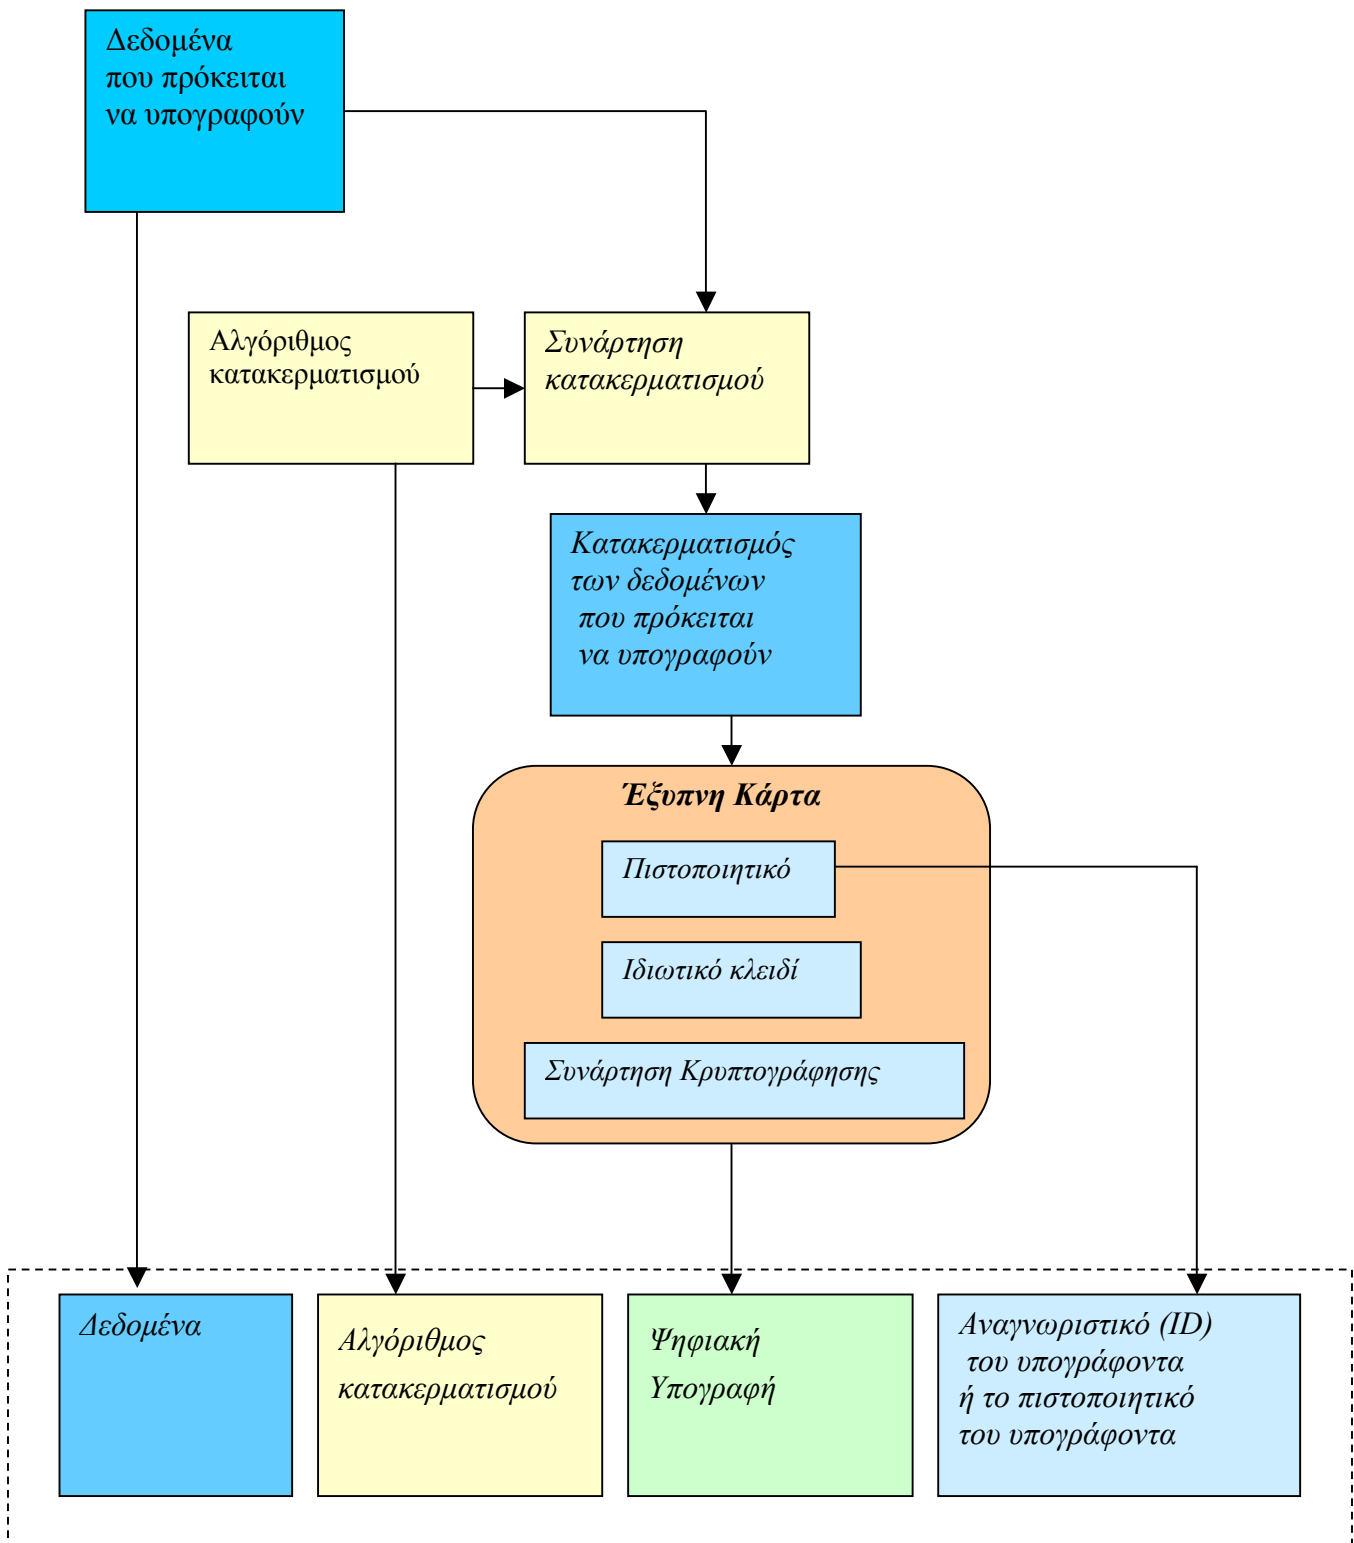 Δεδομένα
που πρόκειται
να υπογραφούν
Αλγόριθμος
κατακερματισμού
Συνάρτηση
κατακερματισμού
Κατακερματισμός
των δεδομένων
που πρόκειται
να υπογραφούν
Έξυπνη Κάρτα
Πιστοποιητικό
Ιδιωτικό κλειδί
Συνάρτηση Κρυπτογράφησης
Δεδομένα
Αλγόριθμος
κατακερματισμού
Ψηφιακή
Υπογραφή
Αναγνωριστικό (ID)
του υπογράφοντα
ή το πιστοποιητικό
του υπογράφοντα